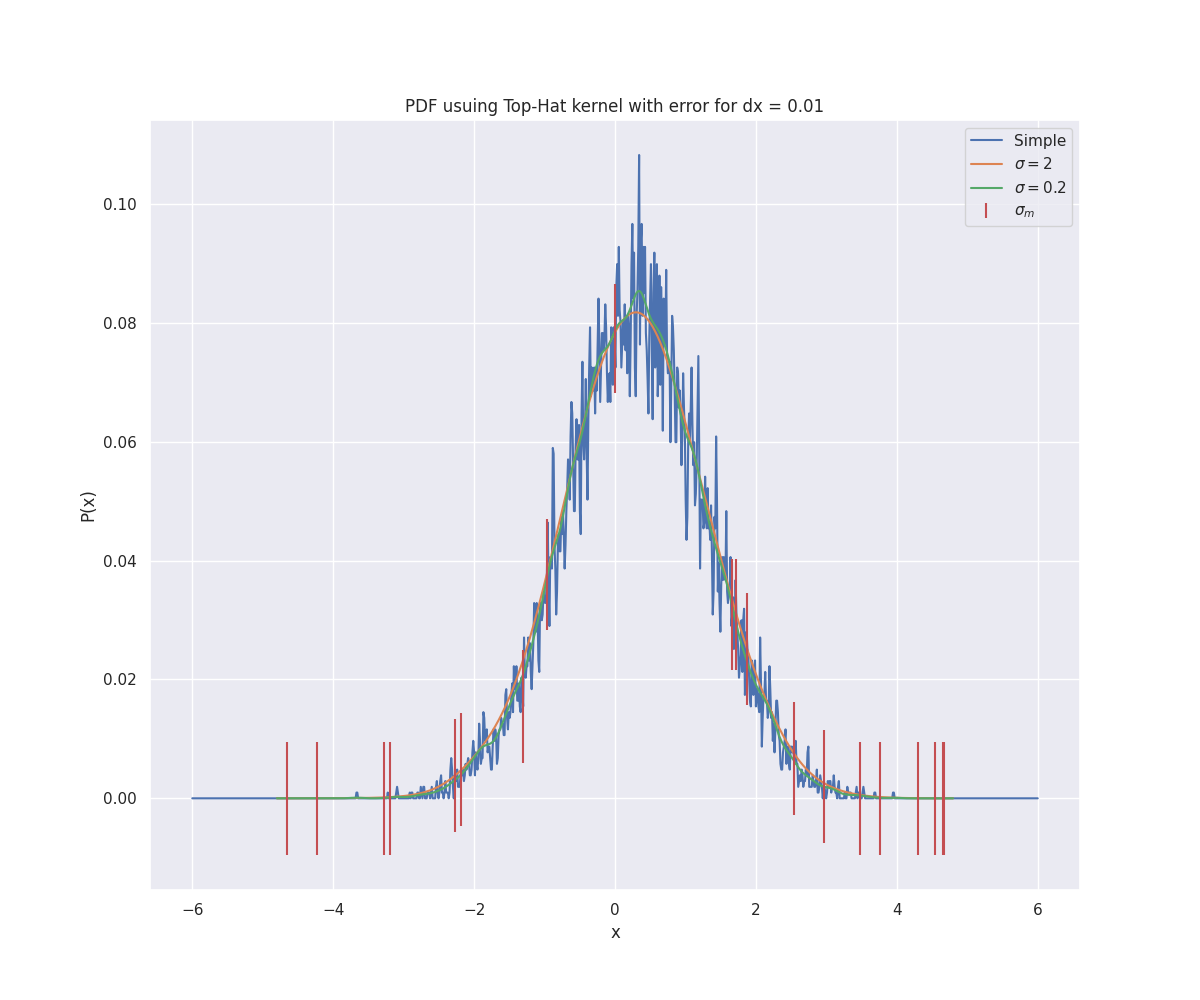 PDF usuing Top-Hat kernel with error for dx = 0.01
Simple
σ = 2
σ = 0.2
σm
0.10
0.08
0.06
0.04
0.02
0.00
P(x)
−6 −4 −2 0 2 4 6
x